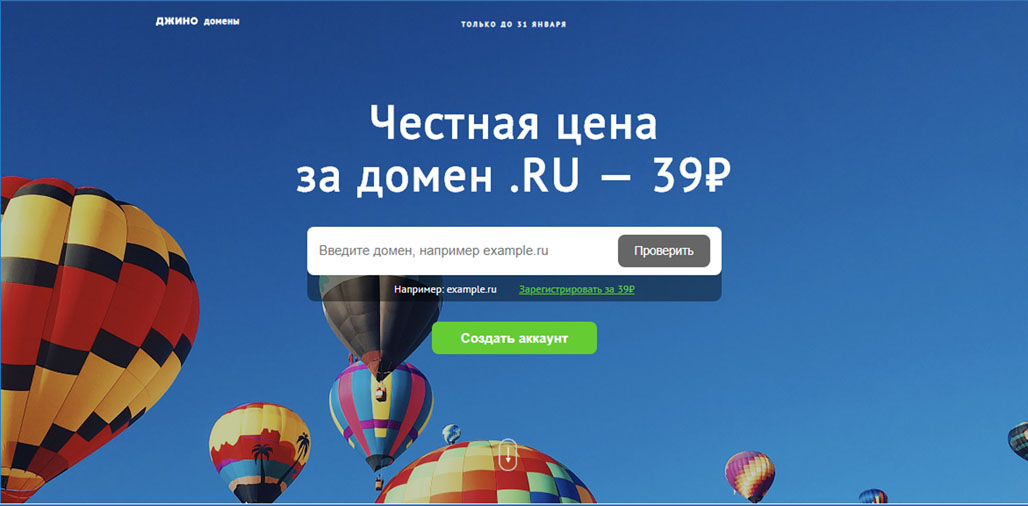 ДЖИНО домены
ТОЛЬКО ДО 31 ЯНВАРЯ
Честная цена
за домен .RU — 39₽
Введите домен, например example.ru
Проверить
Например: example.ru Зарегистрировать за 39₽
Создать аккаунт